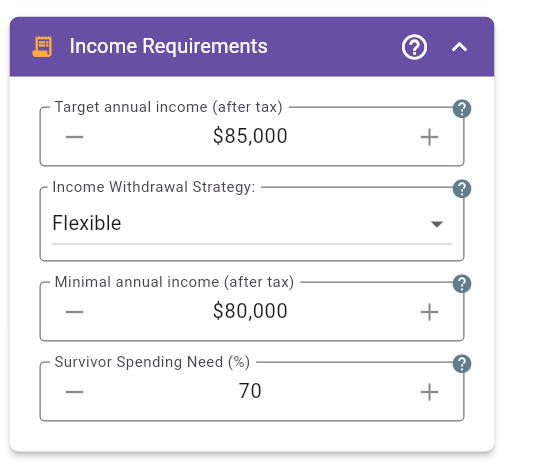 Income Requirements
Target annual income (after tax)
$85,000
Income Withdrawal Strategy:
Flexible
Minimal annual income (after tax)
$80,000
Survivor Spending Need (%)
70